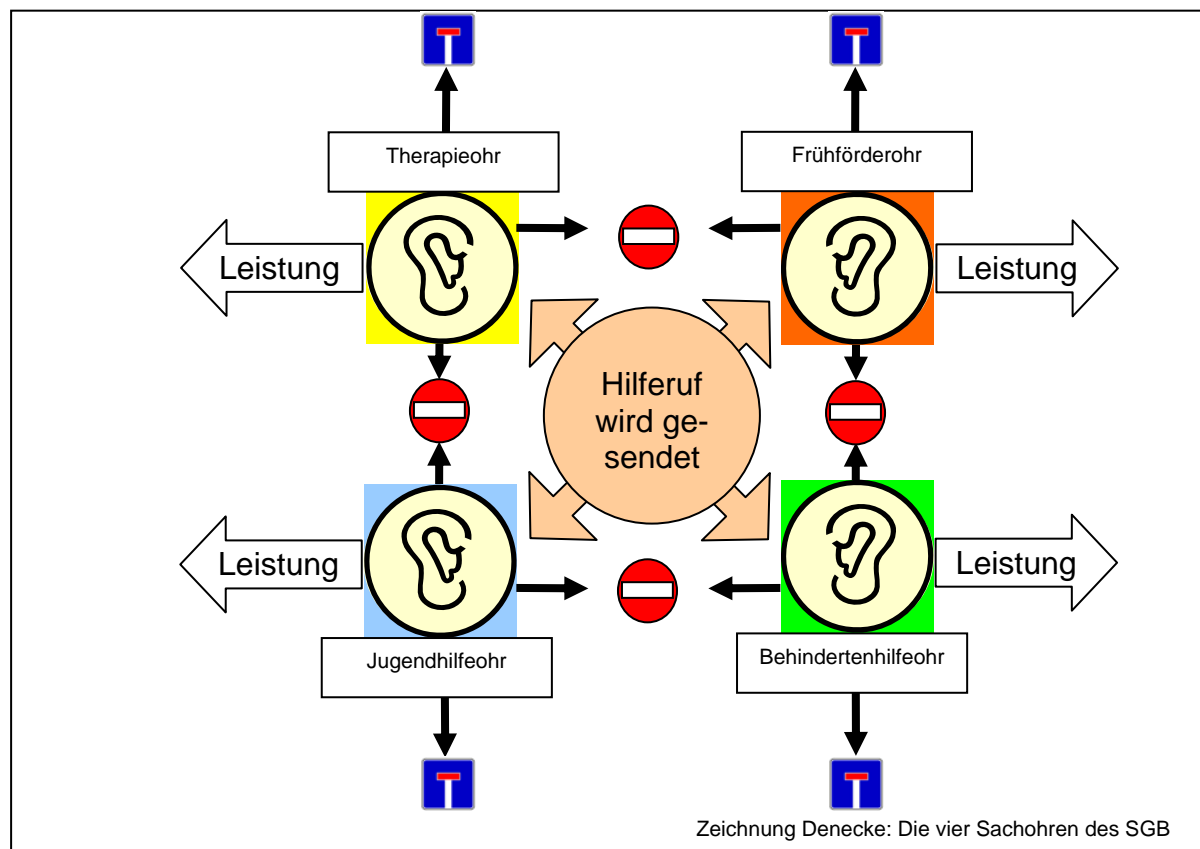 Therapieohr
Frühförderohr
Leistung
Leistung
Hilferuf
wird ge-
sendet
Leistung
Leistung
Jugendhilfeohr
Behindertenhilfeohr
Zeichnung Denecke: Die vier Sachohren des SGB